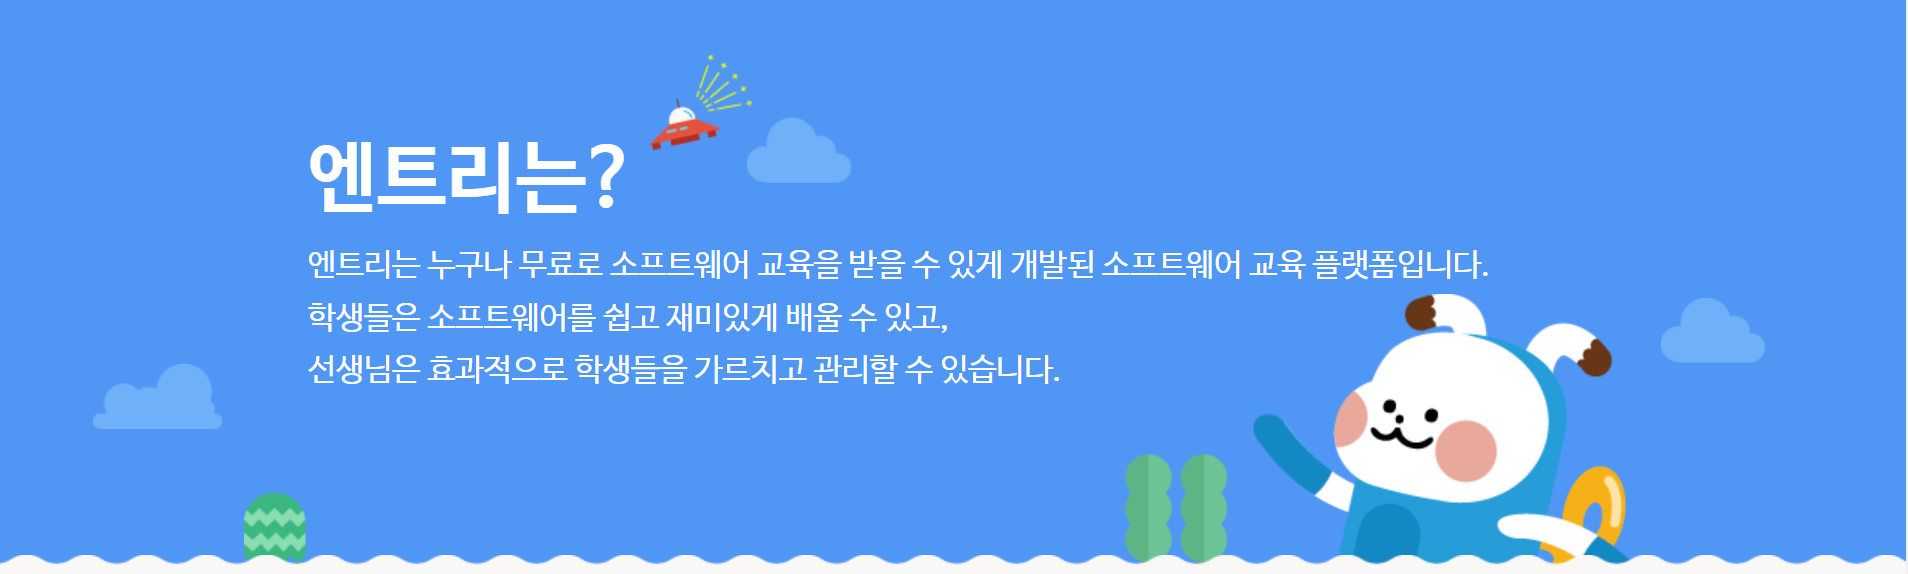 엔트리는?
엔트리는 누구나 무료로 소프트웨어 교육을 받을 수 있게 개발된 소프트웨어 교육 플랫폼입니다.
학생들은 소프트웨어를 쉽고 재미있게 배울 수 있고,
선생님은 효과적으로 학생들을 가르치고 관리할 수 있습니다.